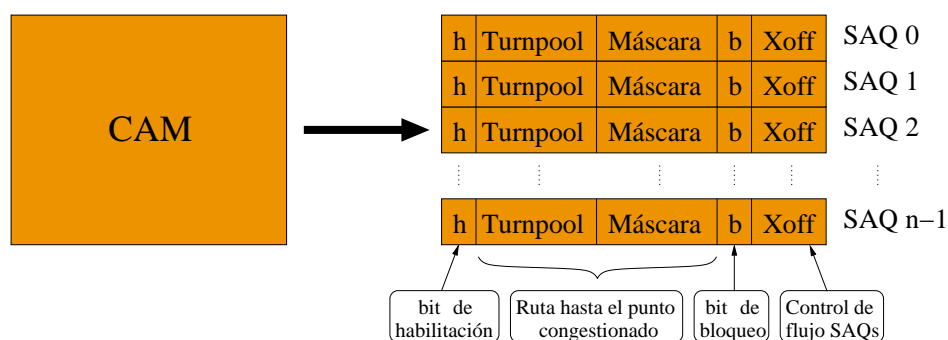 CAM
h Turnpool Máscara b Xoff SAQ 0
h Turnpool Máscara b Xoff SAQ 1
h Turnpool Máscara b Xoff SAQ 2
h Turnpool Máscara b Xoff SAQ n−1
bit de
habilitación
Ruta hasta el punto
congestionado
bit de
bloqueo
Control de
flujo SAQs